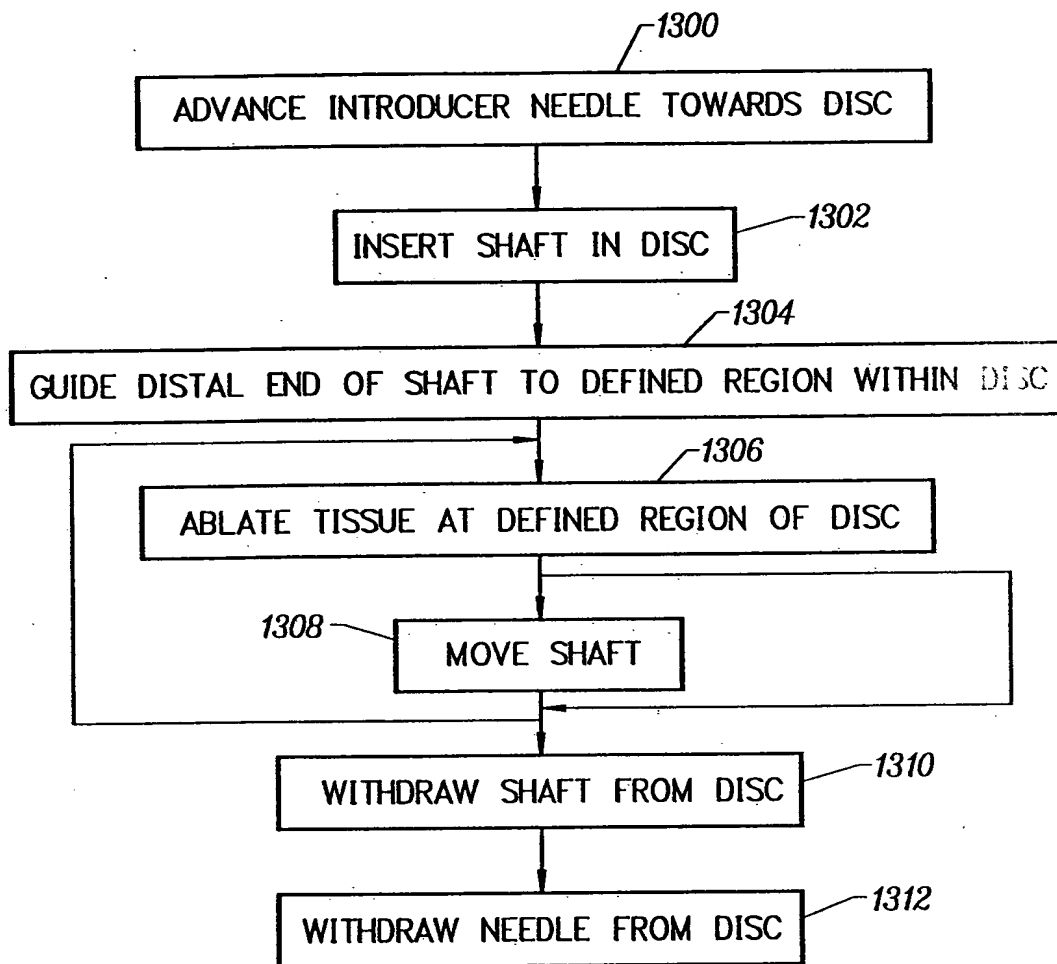 1300
ADVANCE INTRODUCER NEEDLE TOWARDS DISC
1302
INSERT SHAFT IN DISC
1304
GUIDE DISTAL END OF SHAFT TO DEFINED REGION WITHIN DISC
1306
ABLATE TISSUE AT DEFINED REGION OF DISC
1308
MOVE SHAFT
1310
WITHDRAW SHAFT FROM DISC
1312
WITHDRAW NEEDLE FROM DISC